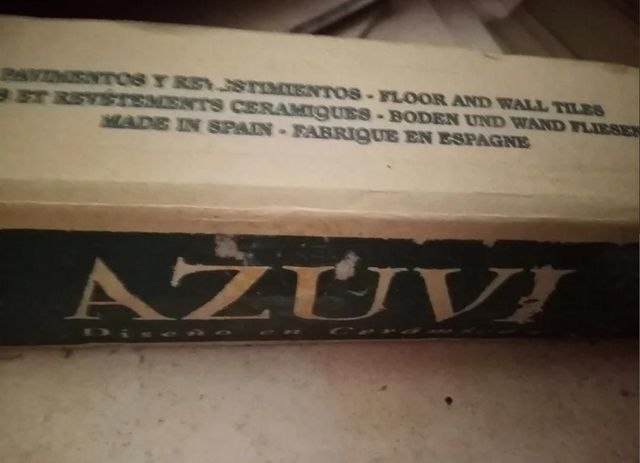 PAVIMENTOS Y REVESTIMIENTOS - FLOOR AND WALL TILES
S ET REVÊTEMENTS CERAMIQUES - BODEN UND WAND FLIESEN
MADE IN SPAIN - FABRIQUE EN ESPAGNE
AZUVI
Diseño en Cerámica